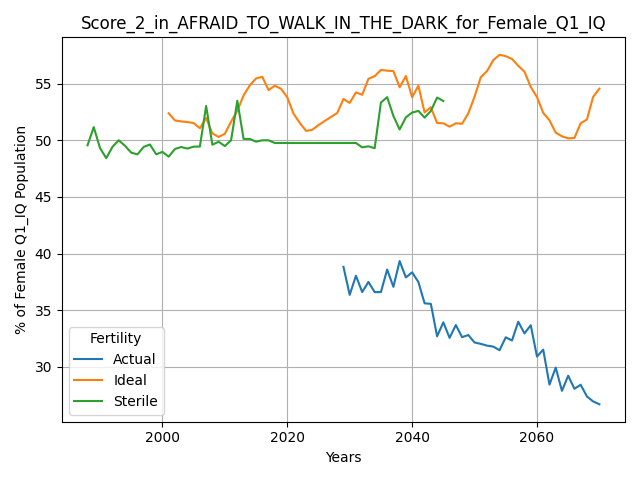 Score_2_in_AFRAID_TO_WALK_IN_THE_DARK_for_Female_Q1_IQ
% of Female Q1_IQ Population
55
50
45
40
35
30
Fertility
Actual
Ideal
Sterile
2000 2020 2040 2060
Years